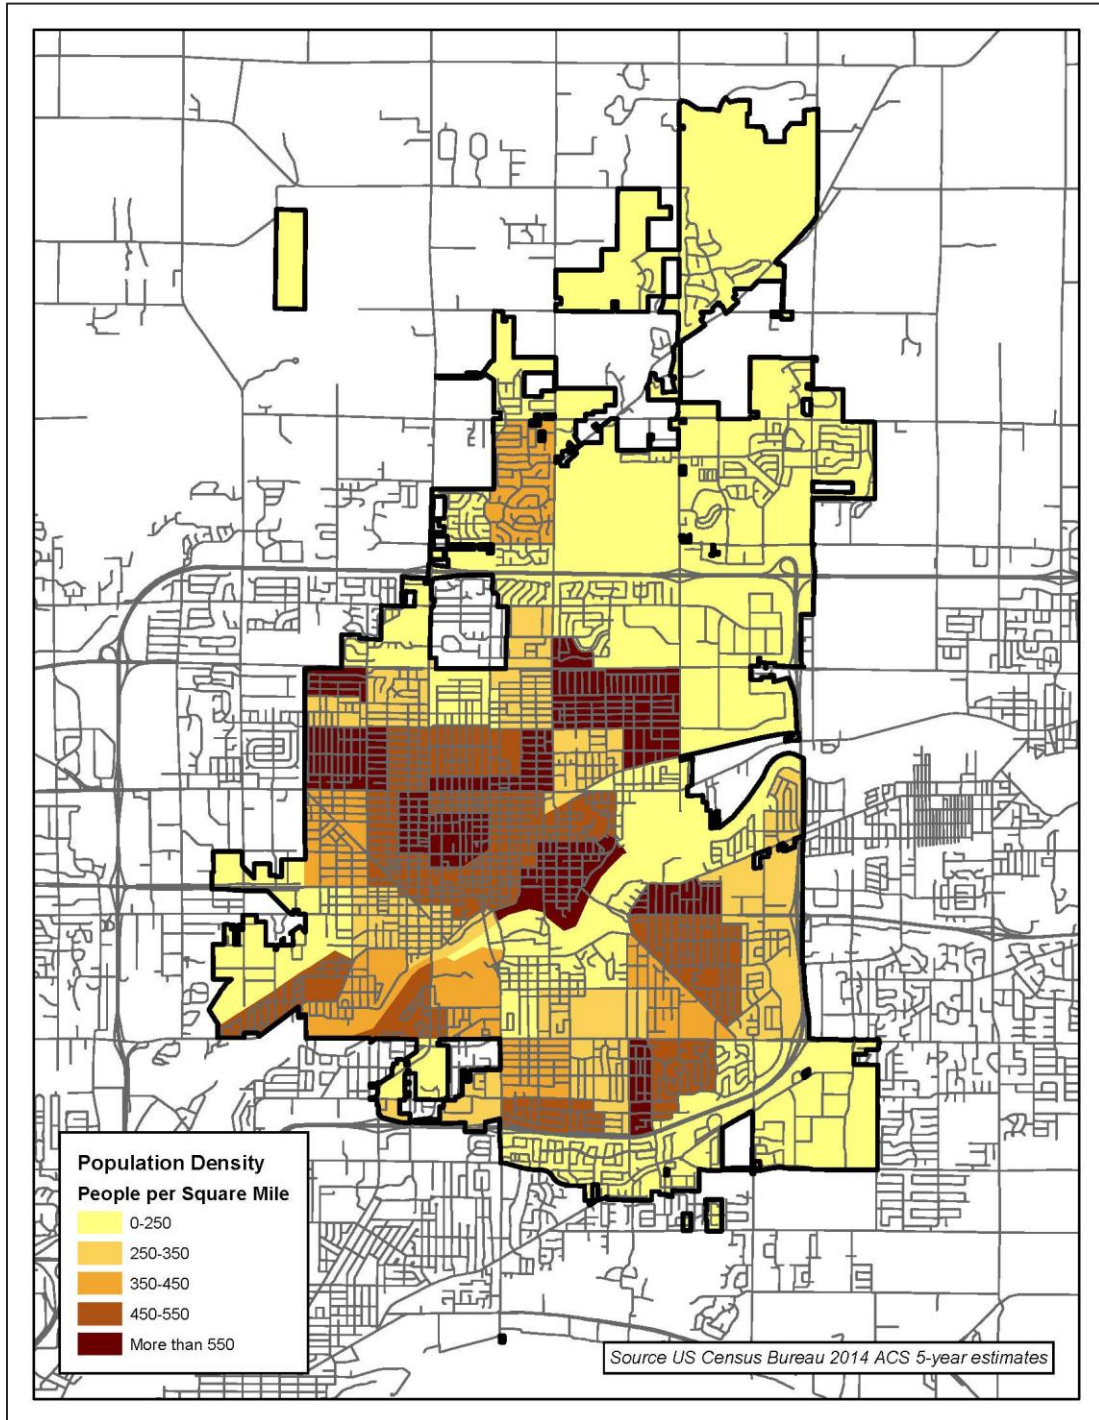 Population Density
People per Square Mile
0-250
250-350
350-450
450-550
More than 550
Source US Census Bureau 2014 ACS 5-year estimates